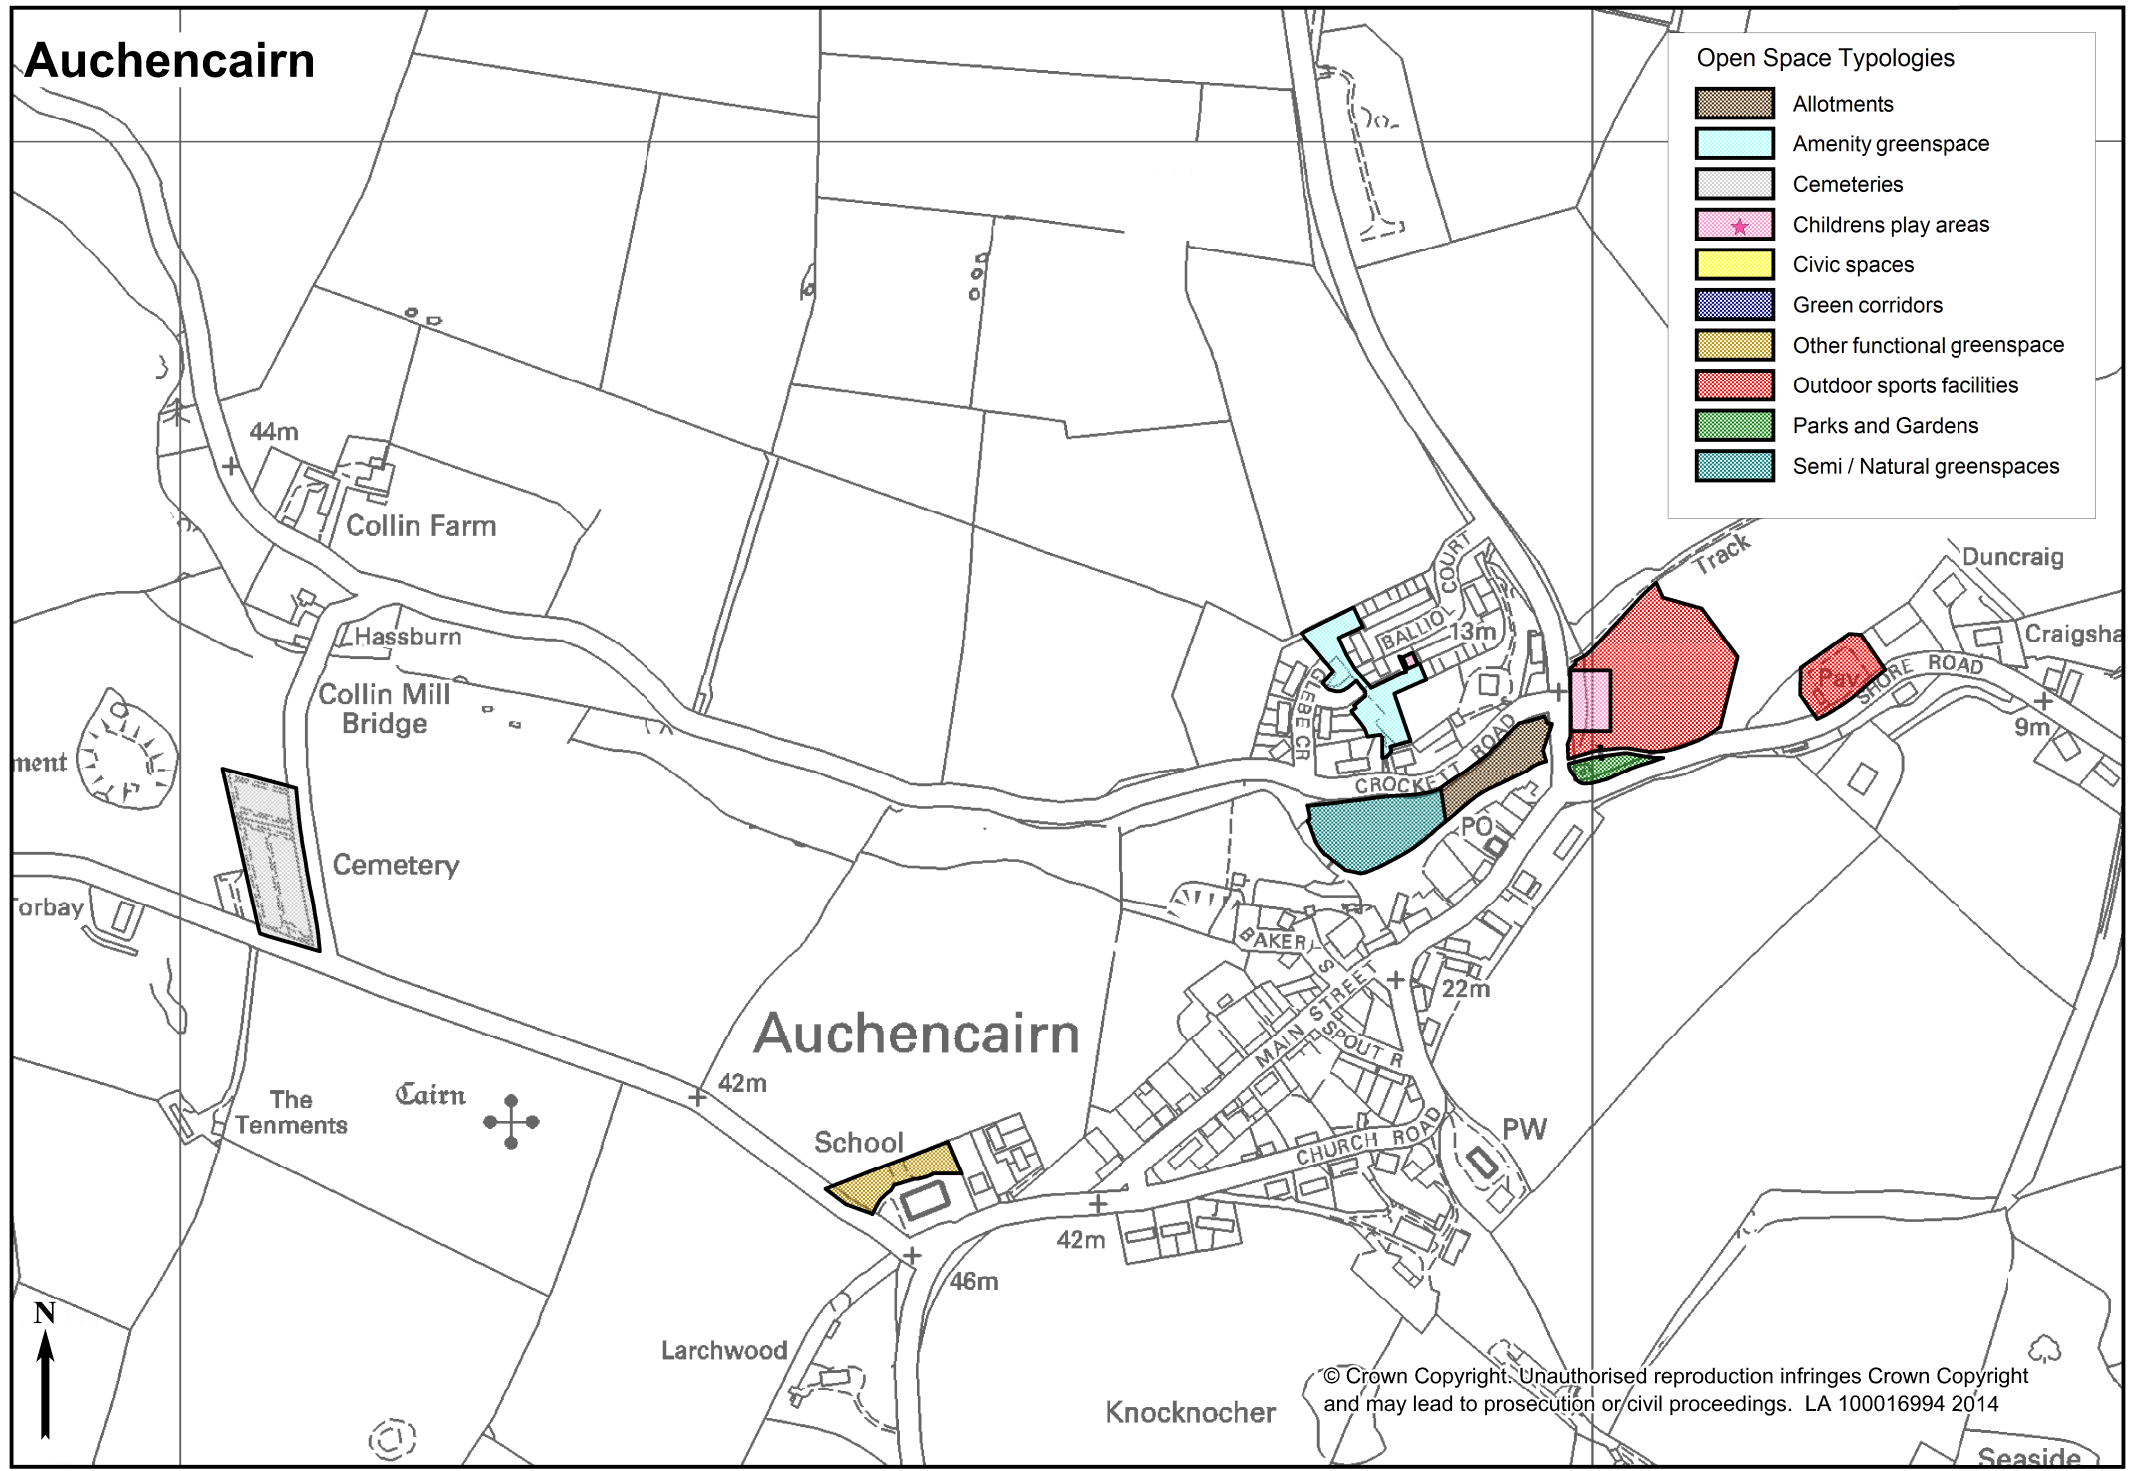 Auchencairn
Open Space Typologies
Allotments
Amenity greenspace
Cemeteries
Childrens play areas
Civic spaces
Green corridors
Other functional greenspace
Outdoor sports facilities
Parks and Gardens
Semi / Natural greenspaces
44m
Collin Farm
Track
Duncraig
COURT
BALLIOL
13m
Hassburn
Craigsha
SHORE ROAD
Pav
GLEBE CR
Collin Mill
Bridge
9m
ment
CROCKETT ROAD
PO
Cemetery
orbay
BAKER S
22m
MAIN STREET
Auchencairn
SPOUT R
42m
Cairn
The
Tenments
School
CHURCH ROAD
PW
42m
46m
N
Larchwood
Knocknocher
© Crown Copyright. Unauthorised reproduction infringes Crown Copyright
and may lead to prosecution or civil proceedings. LA 100016994 2014
Seaside